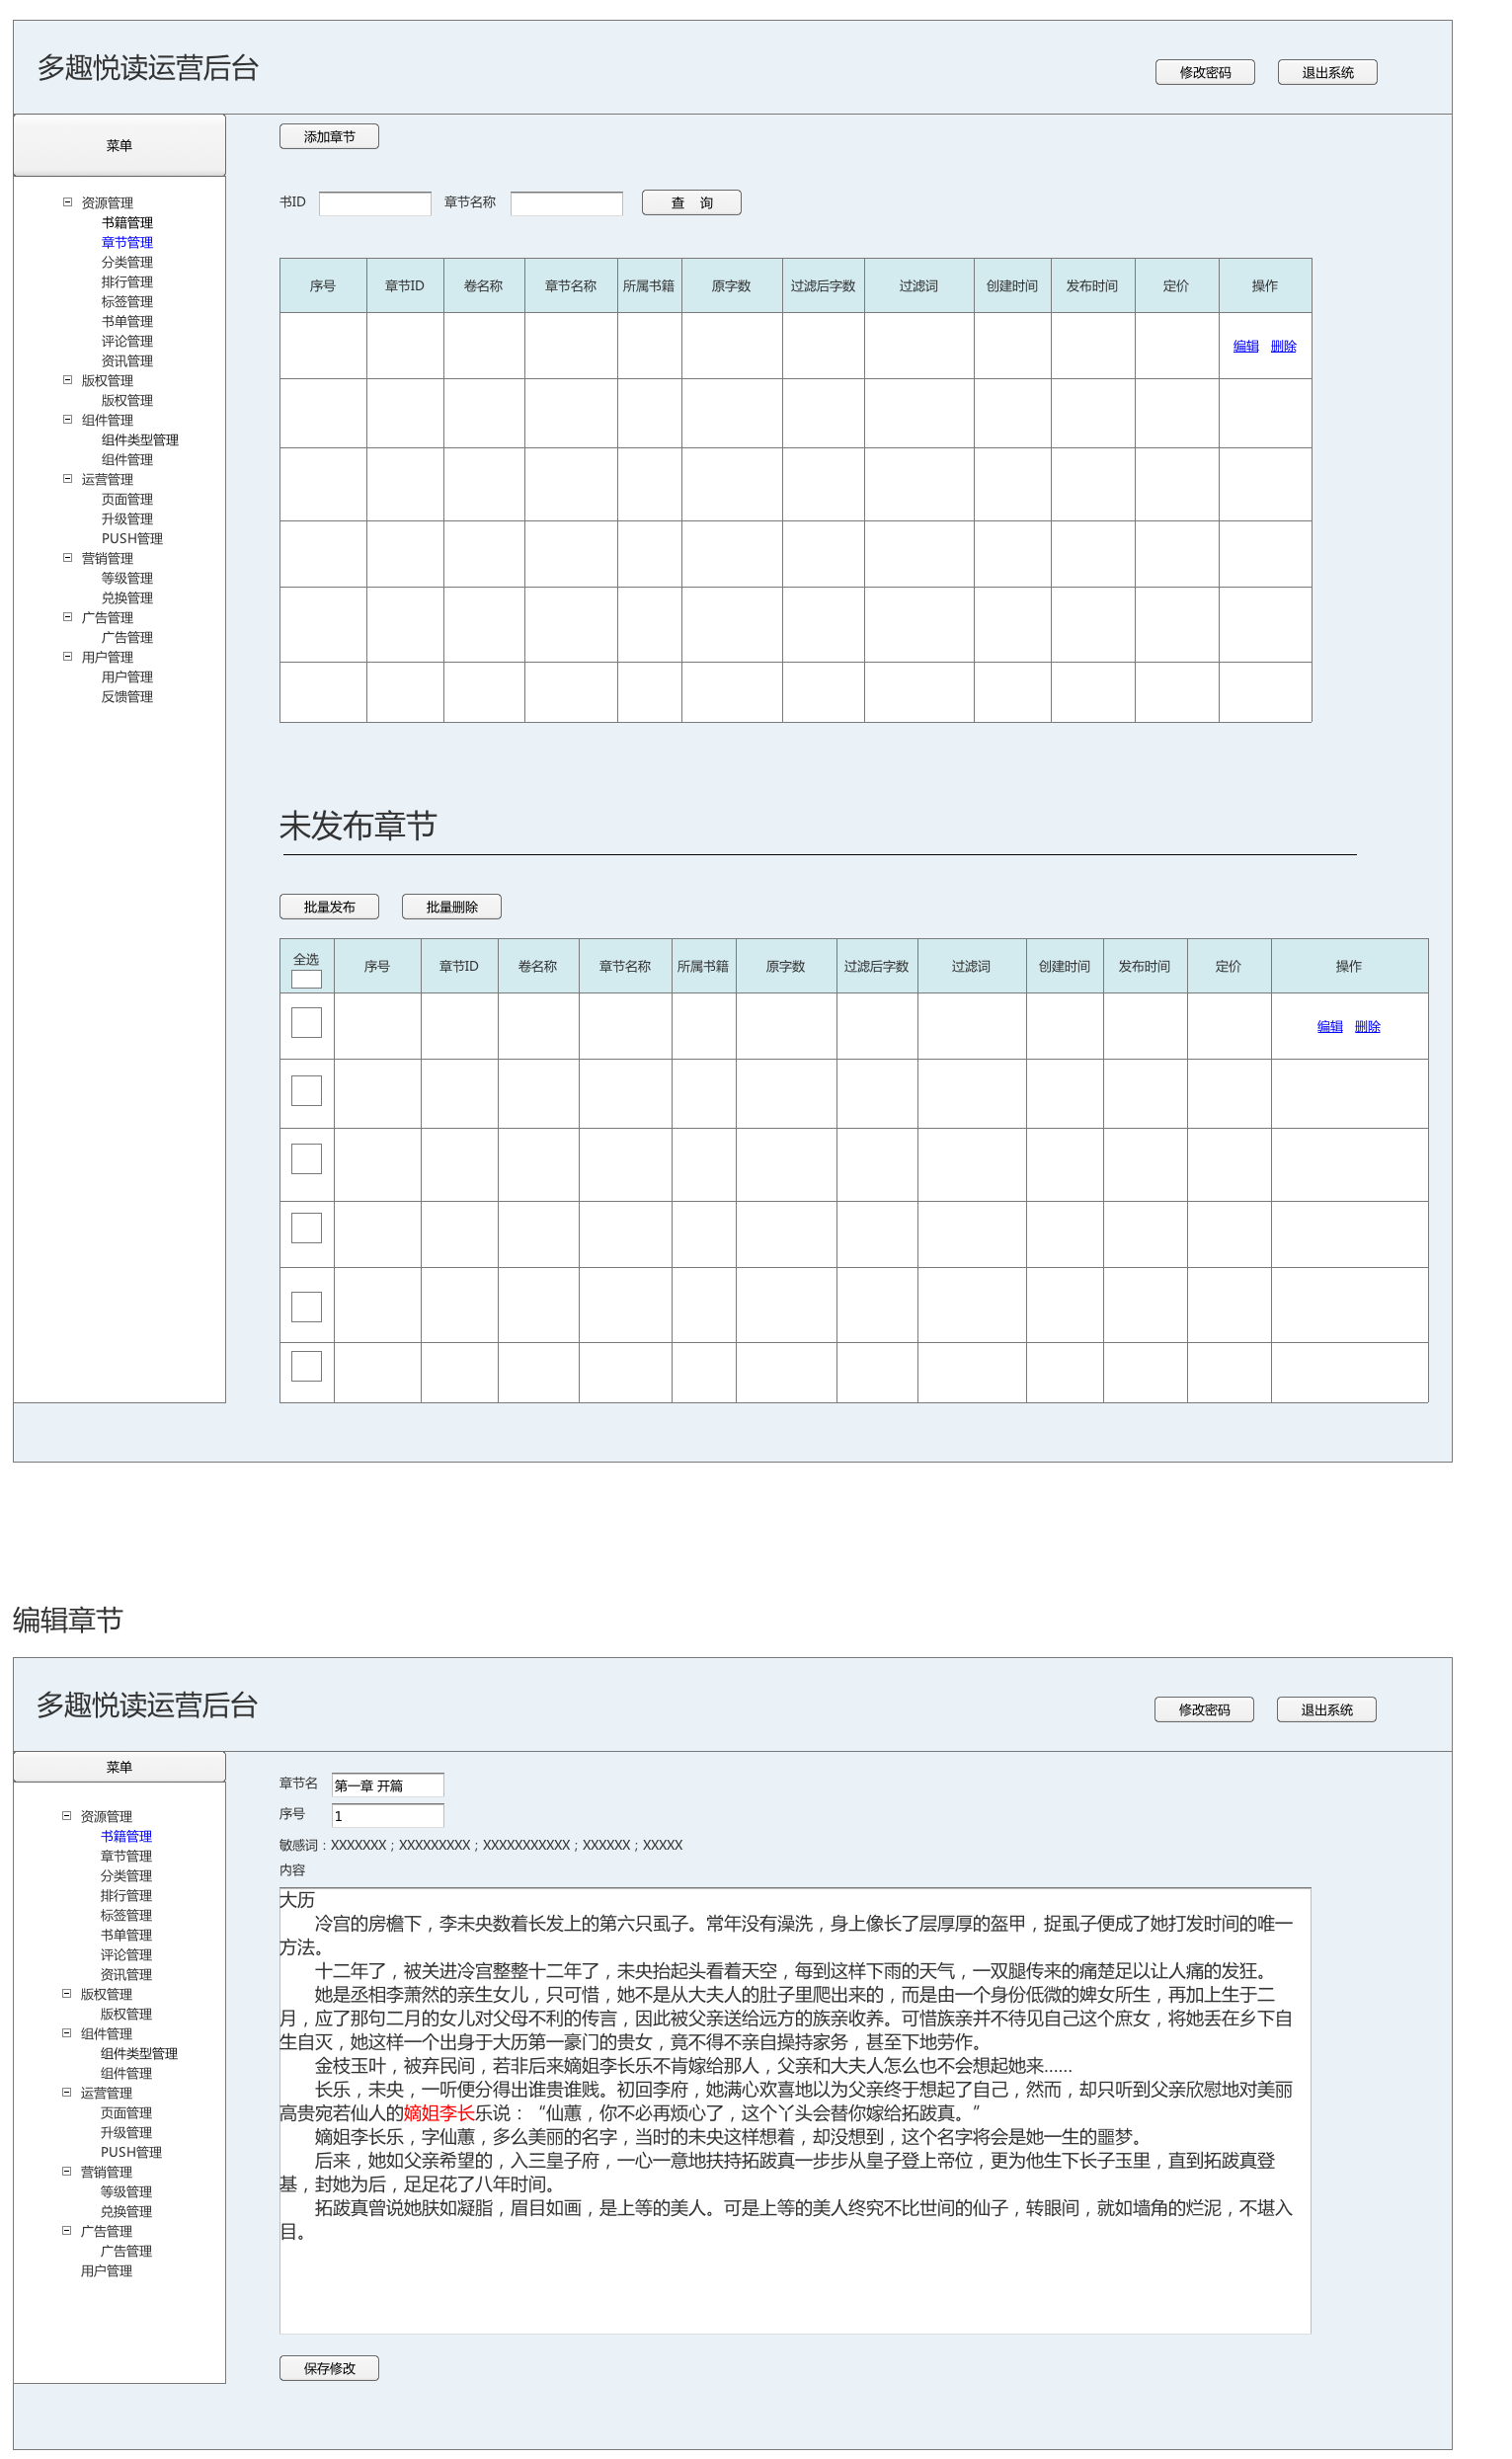 多趣悦读运营后台
修改密码 退出系统
菜单
添加章节
书ID 章节名称 查 询
资源管理
书籍管理
章节管理
分类管理
排行管理
标签管理
书单管理
评论管理
资讯管理
版权管理
版权管理
组件管理
组件类型管理
组件管理
运营管理
页面管理
升级管理
PUSH管理
营销管理
等级管理
兑换管理
广告管理
广告管理
用户管理
用户管理
反馈管理
序号 章节ID 卷名称 章节名称 所属书籍 原字数 过滤后字数 过滤词 创建时间 发布时间 定价 操作
编辑 删除
未发布章节
批量发布 批量删除
全选 序号 章节ID 卷名称 章节名称 所属书籍 原字数 过滤后字数 过滤词 创建时间 发布时间 定价 操作
编辑 删除
编辑章节
多趣悦读运营后台
修改密码 退出系统
菜单
资源管理
书籍管理
章节管理
分类管理
排行管理
标签管理
书单管理
评论管理
资讯管理
版权管理
版权管理
组件管理
组件类型管理
组件管理
运营管理
页面管理
升级管理
PUSH管理
营销管理
等级管理
兑换管理
广告管理
广告管理
用户管理
章节名 第一章 开篇
序号 1
敏感词：XXXXXXX；XXXXXXXXX；XXXXXXXXXXX；XXXXXX；XXXXX
内容
大历
冷宫的房檐下，李未央数着长发上的第六只虱子。常年没有澡洗，身上像长了层厚厚的盔甲，捉虱子便成了她打发时间的唯一
方法。
十二年了，被关进冷宫整整十二年了，未央抬起头看着天空，每到这样下雨的天气，一双腿传来的痛楚足以让人痛的发狂。
她是丞相李萧然的亲生女儿，只可惜，她不是从大夫人的肚子里爬出来的，而是由一个身份低微的婢女所生，再加上生于二
月，应了那句二月的女儿对父母不利的传言，因此被父亲送给远方的族亲收养。可惜族亲并不待见自己这个庶女，将她丢在乡下自
生自灭，她这样一个出身于大历第一豪门的贵女，竟不得不亲自操持家务，甚至下地劳作。
金枝玉叶，被弃民间，若非后来嫡姐李长乐不肯嫁给那人，父亲和大夫人怎么也不会想起她来……
长乐，未央，一听便分得出谁贵谁贱。初回李府，她满心欢喜地以为父亲终于想起了自己，然而，却只听到父亲欣慰地对美丽
高贵宛若仙人的嫡姐李长乐说：“仙蕙，你不必再烦心了，这个丫头会替你嫁给拓跋真。”
嫡姐李长乐，字仙蕙，多么美丽的名字，当时的未央这样想着，却没想到，这个名字将会是她一生的噩梦。
后来，她如父亲希望的，入三皇子府，一心一意地扶持拓跋真一步步从皇子登上帝位，更为他生下长子玉里，直到拓跋真登
基，封她为后，足足花了八年时间。
拓跋真曾说她肤如凝脂，眉目如画，是上等的美人。可是上等的美人终究不比世间的仙子，转眼间，就如墙角的烂泥，不堪入
目。
保存修改